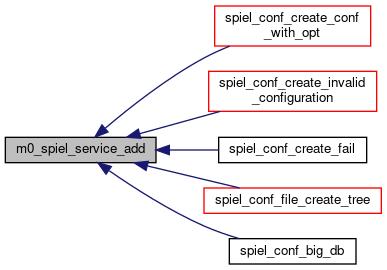 spiel_conf_create_conf
_with_opt
spiel_conf_create_invalid
_configuration
m0_spiel_service_add
spiel_conf_create_fail
spiel_conf_file_create_tree
spiel_conf_big_db